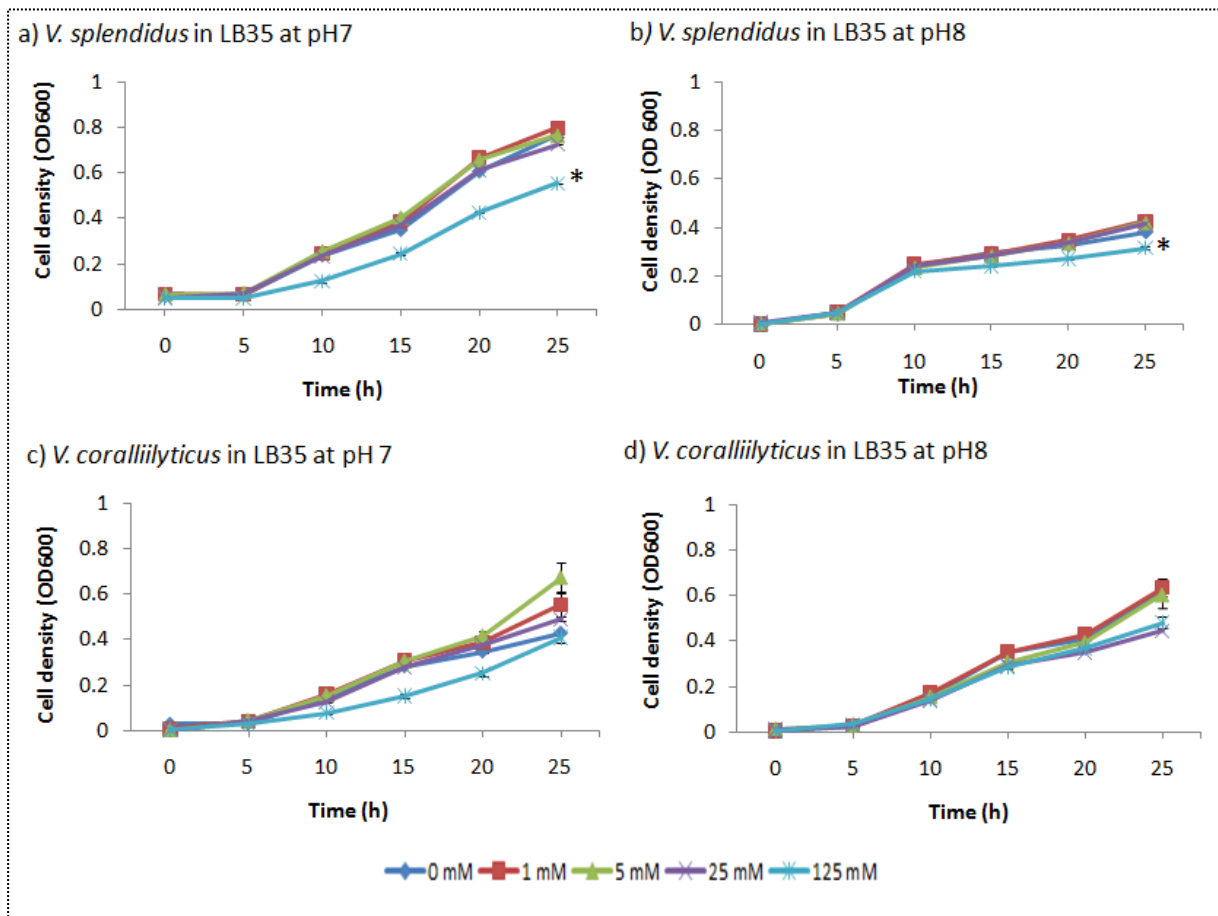 a) V. splendidus in LB35 at pH7
Cell density (OD600)
1
0.8
0.6
0.4
0.2
0
*
0 5 10 15 20 25
Time (h)
b) V. splendidus in LB35 at pH8
Cell density (OD 600)
1
0.8
0.6
0.4
0.2
0
*
0 5 10 15 20 25
Time (h)
c) V. coralliilyticus in LB35 at pH 7
Cell density (OD600)
1
0.8
0.6
0.4
0.2
0
0 5 10 15 20 25
Time (h)
d) V. coralliilyticus in LB35 at pH8
Cell density (OD600)
1
0.8
0.6
0.4
0.2
0
0 5 10 15 20 25
Time (h)
0 mM 1 mM 5 mM 25 mM 125 mM